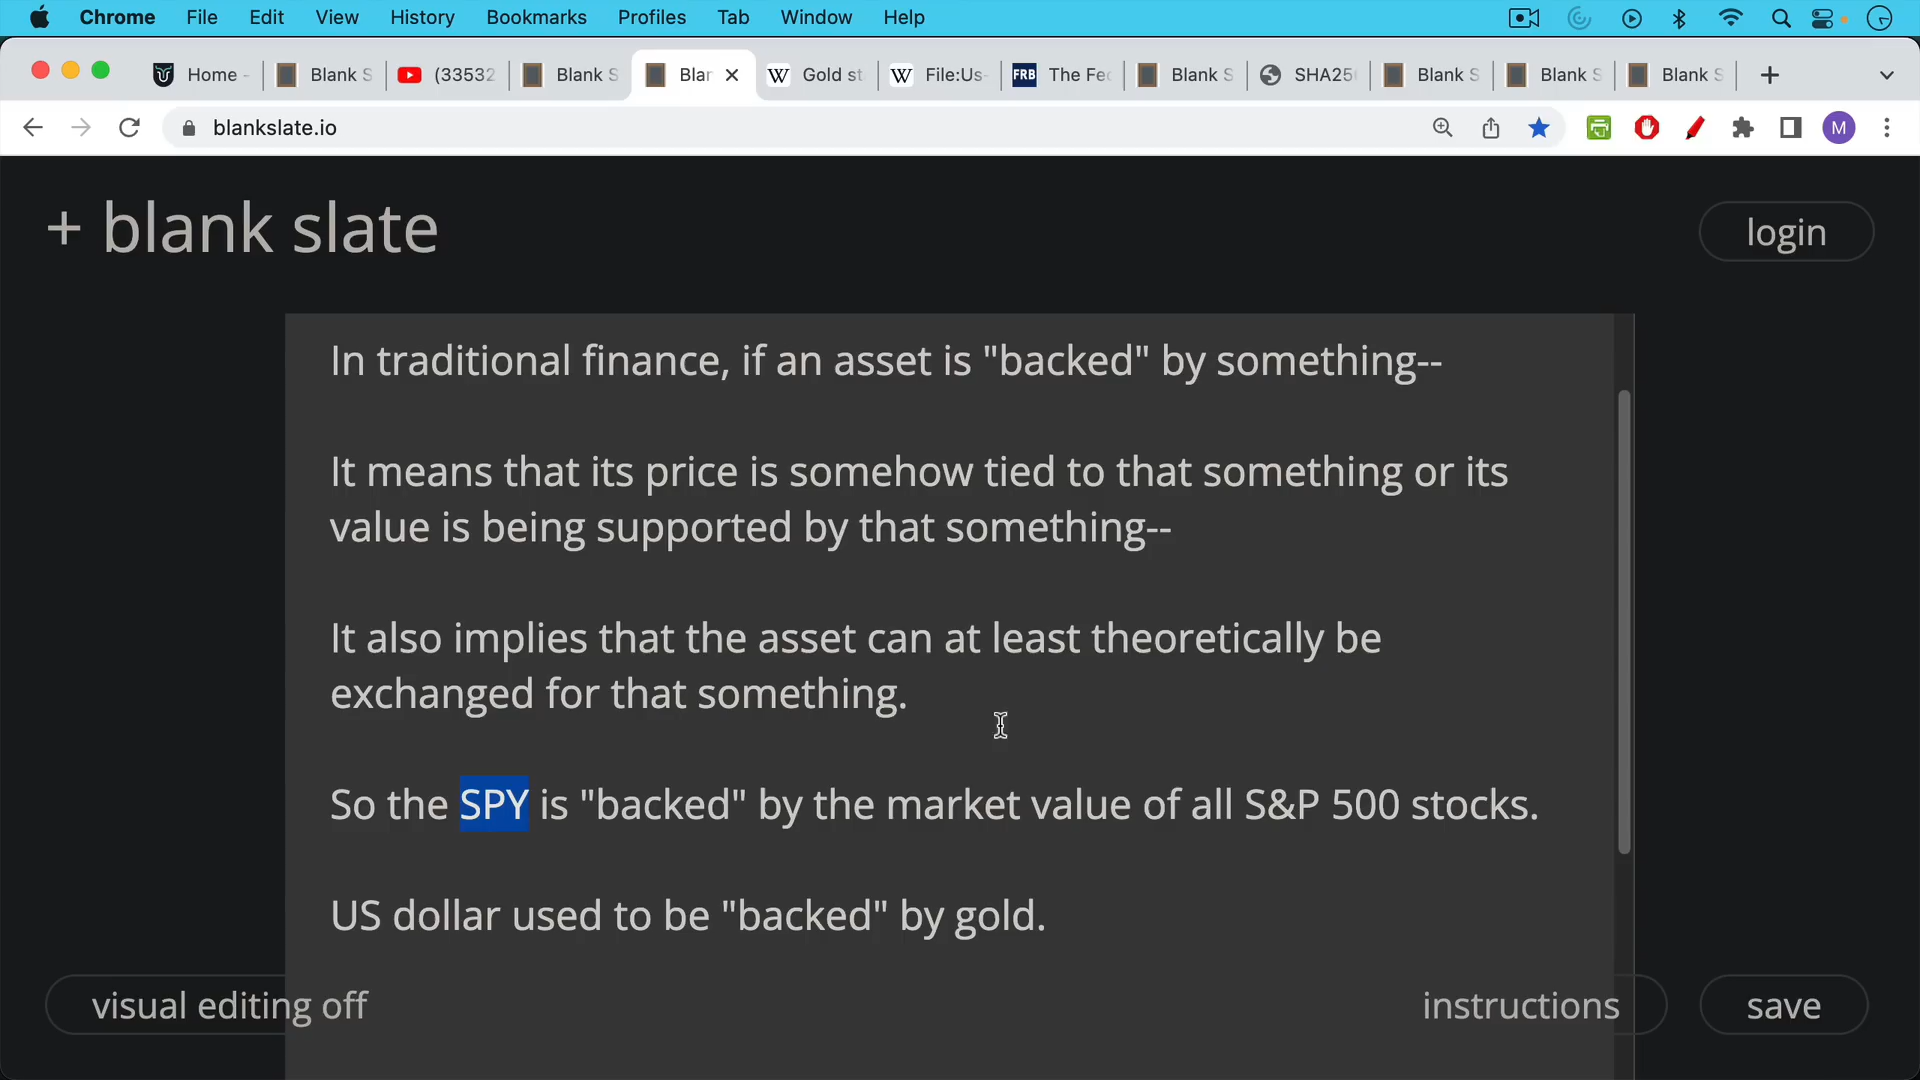 Chrome File Edit View History Bookmarks Profiles Tab Window Help
Home - Blank S (33532 Blank S Blar Gold st File:Us- FRB The Fed Blank S SHA256 Blank S Blank S Blank S
blankslate.io M
+ blank slate login
In traditional finance, if an asset is "backed" by something--
It means that its price is somehow tied to that something or its
value is being supported by that something--
It also implies that the asset can at least theoretically be
exchanged for that something.
So the SPY is "backed" by the market value of all S&P 500 stocks.
US dollar used to be "backed" by gold.
visual editing off instructions save